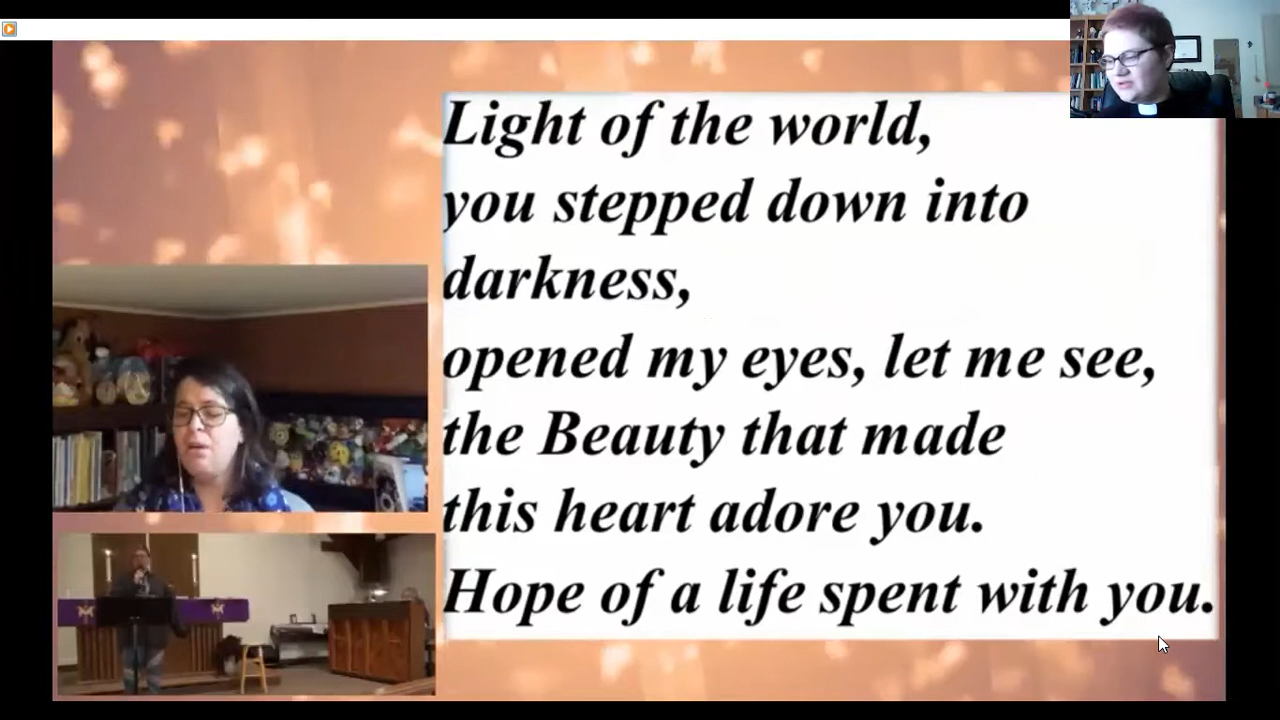 Light of the world,
you stepped down into
darkness,
opened my eyes, let me see,
the Beauty that made
this heart adore you.
Hope of a life spent with you.